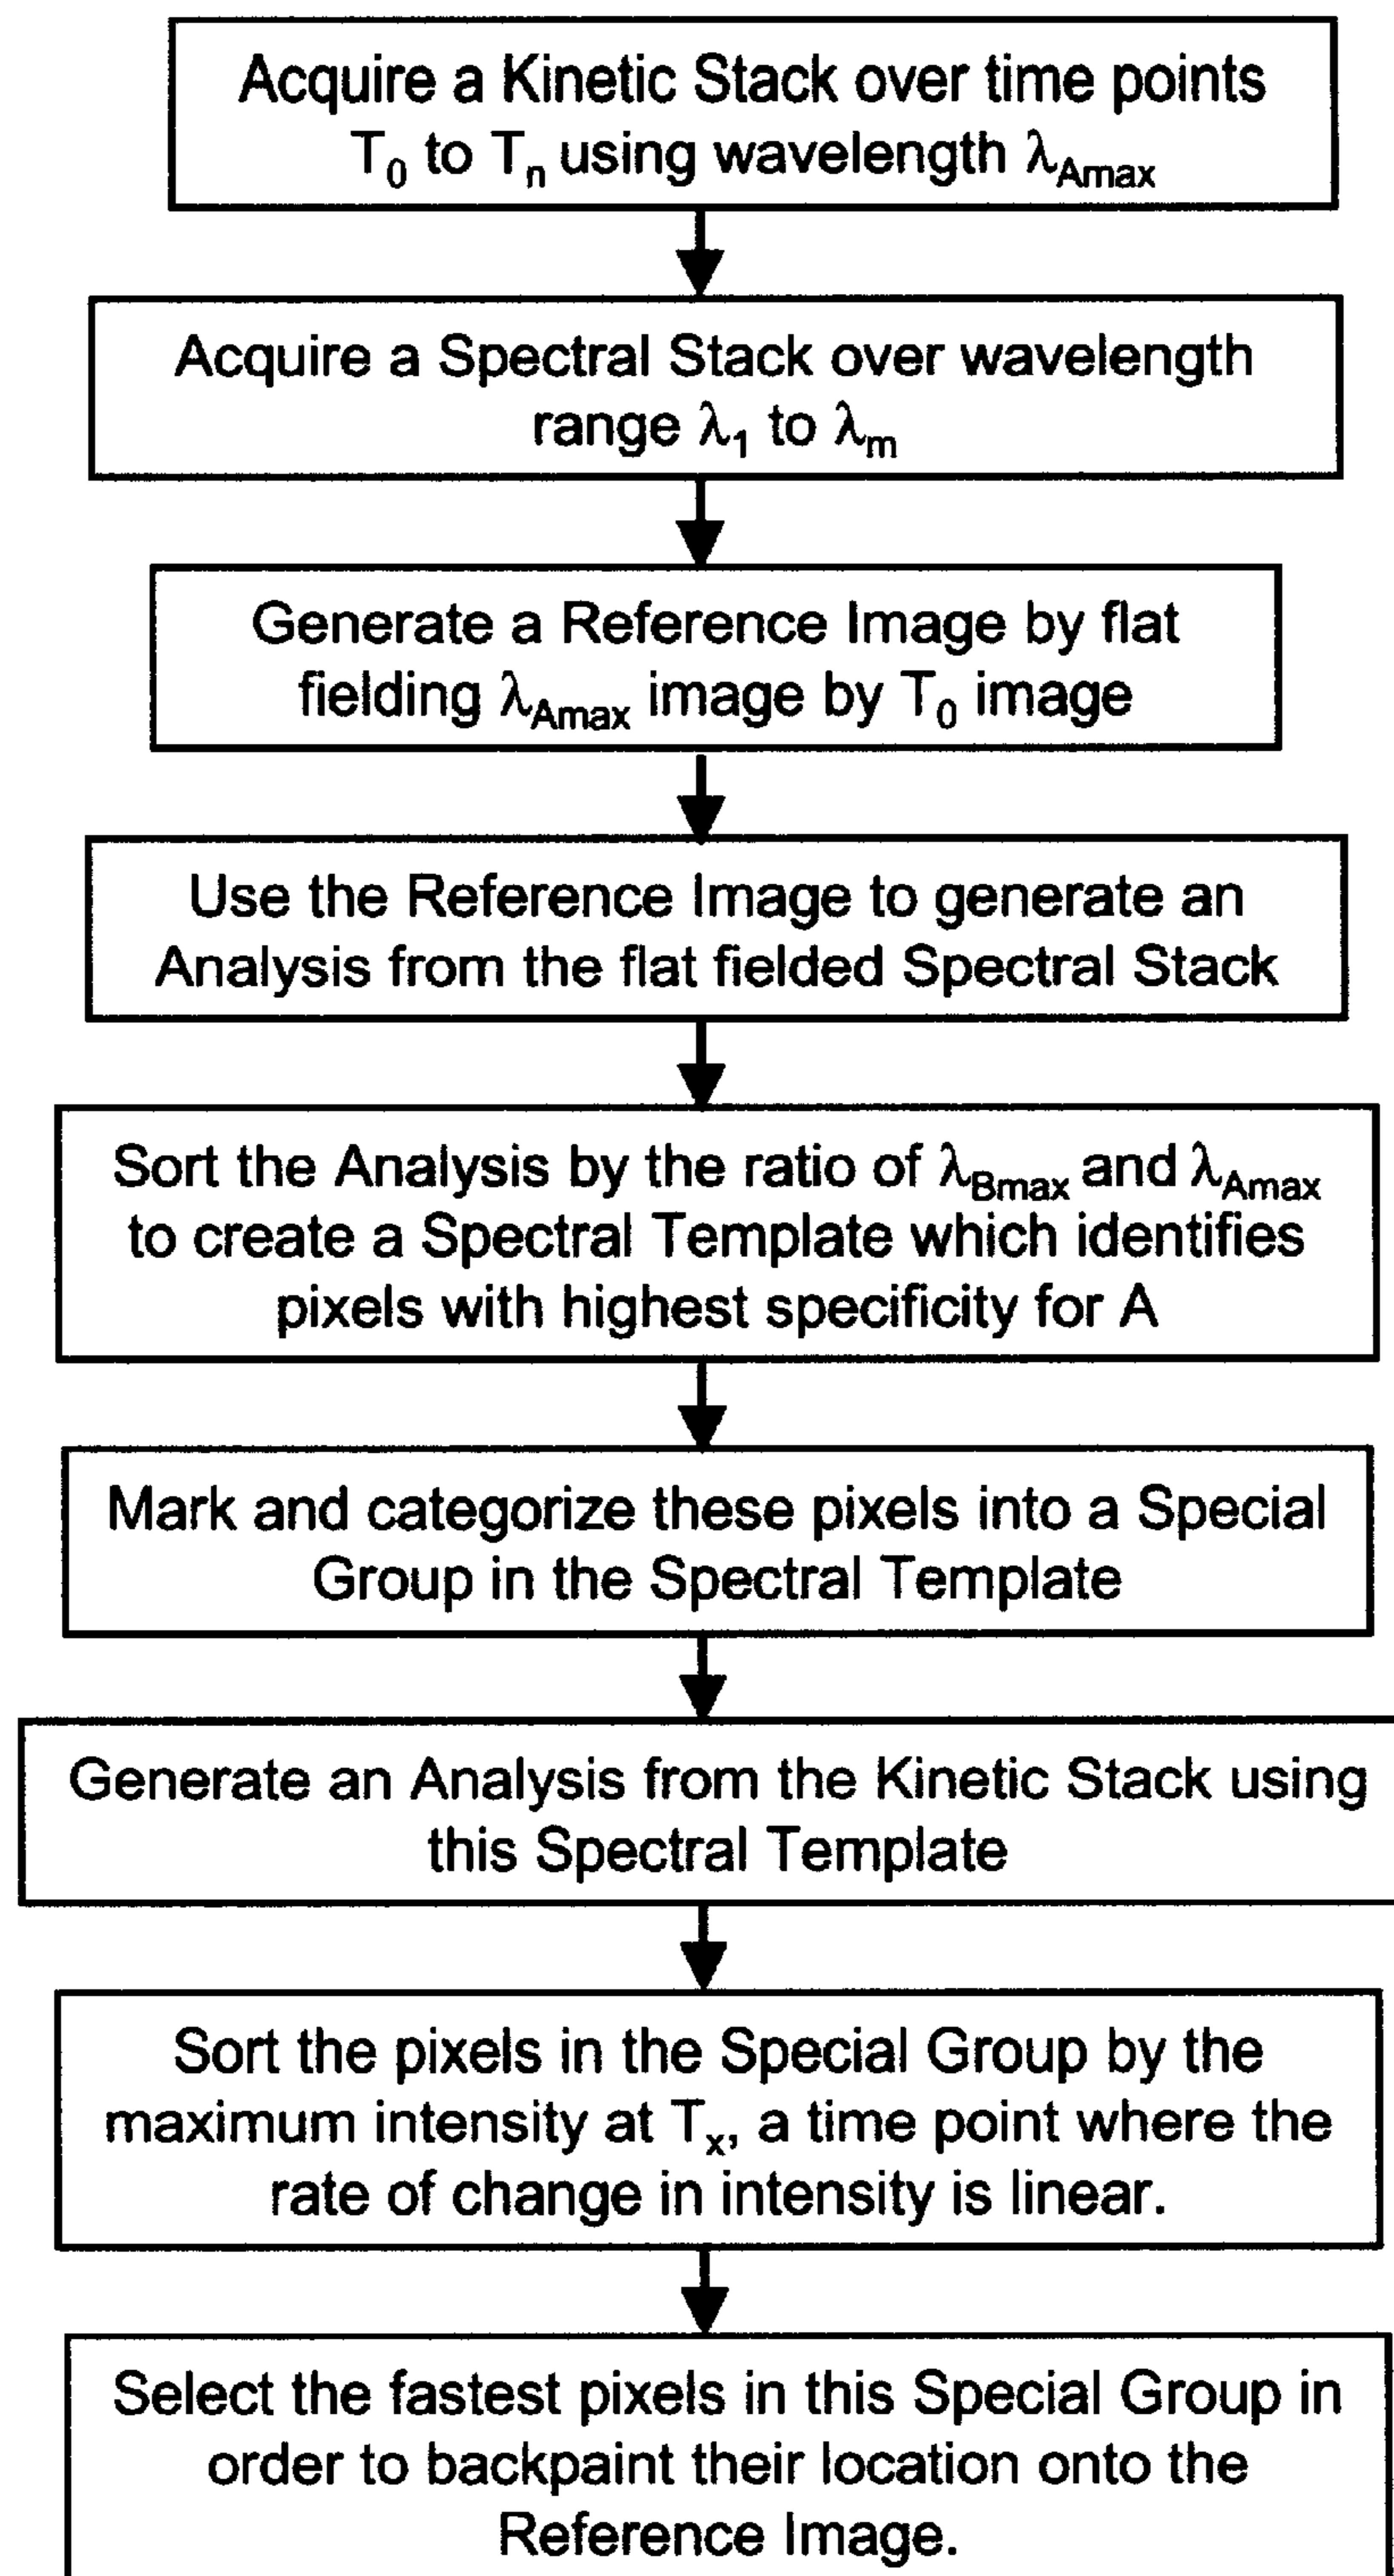 Acquire a Kinetic Stack over time points
T₀ to Tₙ using wavelength λAmax
Acquire a Spectral Stack over wavelength
range λ₁ to λₘ
Generate a Reference Image by flat
fielding λAmax image by T₀ image
Use the Reference Image to generate an
Analysis from the flat fielded Spectral Stack
Sort the Analysis by the ratio of λBmax and λAmax
to create a Spectral Template which identifies
pixels with highest specificity for A
Mark and categorize these pixels into a Special
Group in the Spectral Template
Generate an Analysis from the Kinetic Stack using
this Spectral Template
Sort the pixels in the Special Group by the
maximum intensity at Tₓ, a time point where the
rate of change in intensity is linear.
Select the fastest pixels in this Special Group in
order to backpaint their location onto the
Reference Image.